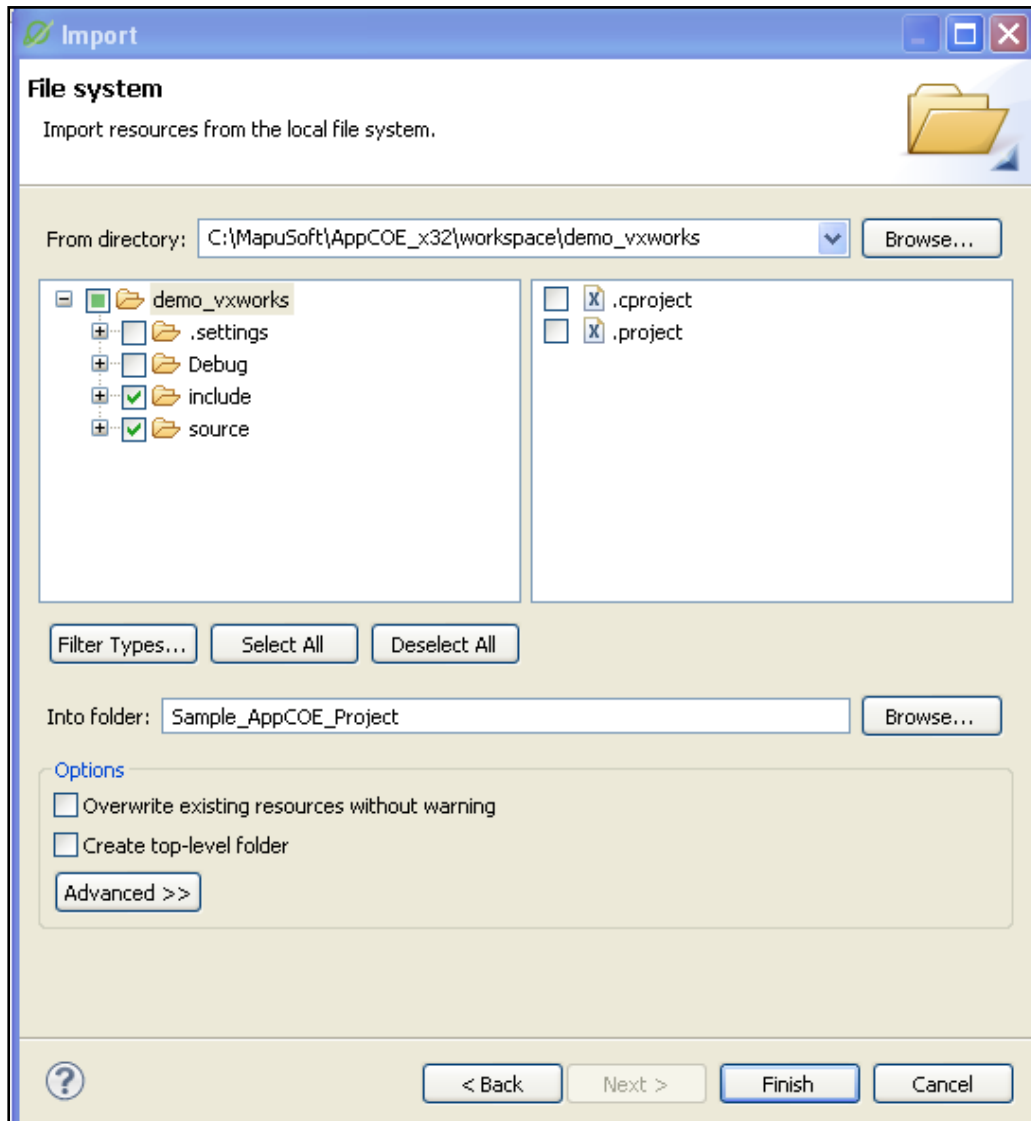 Import
File system
Import resources from the local file system.
From directory: C:\MapuSoft\AppCOE_x32\workspace\demo_vxworks Browse...
demo_vxworks
.settings
Debug
include
source
.cproject
.project
Filter Types... Select All Deselect All
Into folder: Sample_AppCOE_Project Browse...
Options
Overwrite existing resources without warning
Create top-level folder
Advanced >>
< Back Next > Finish Cancel